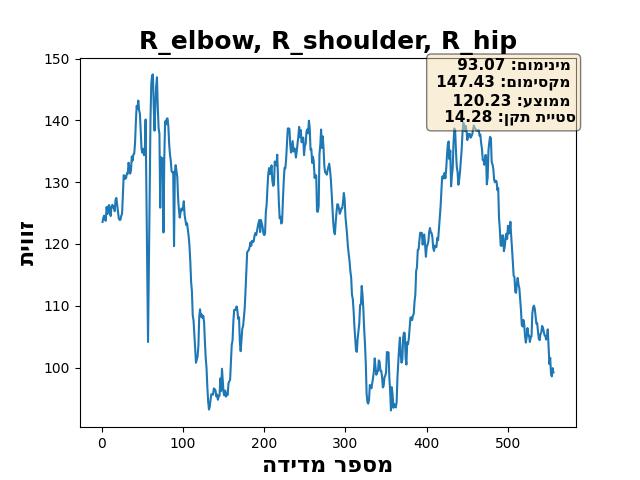 R_elbow, R_shoulder, R_hip
מינימום: 93.07
מקסימום: 147.43
ממוצע: 120.23
סטיית תקן: 14.28
150
140
130
120
110
100
זווית
0 100 200 300 400 500
מספר מדידה